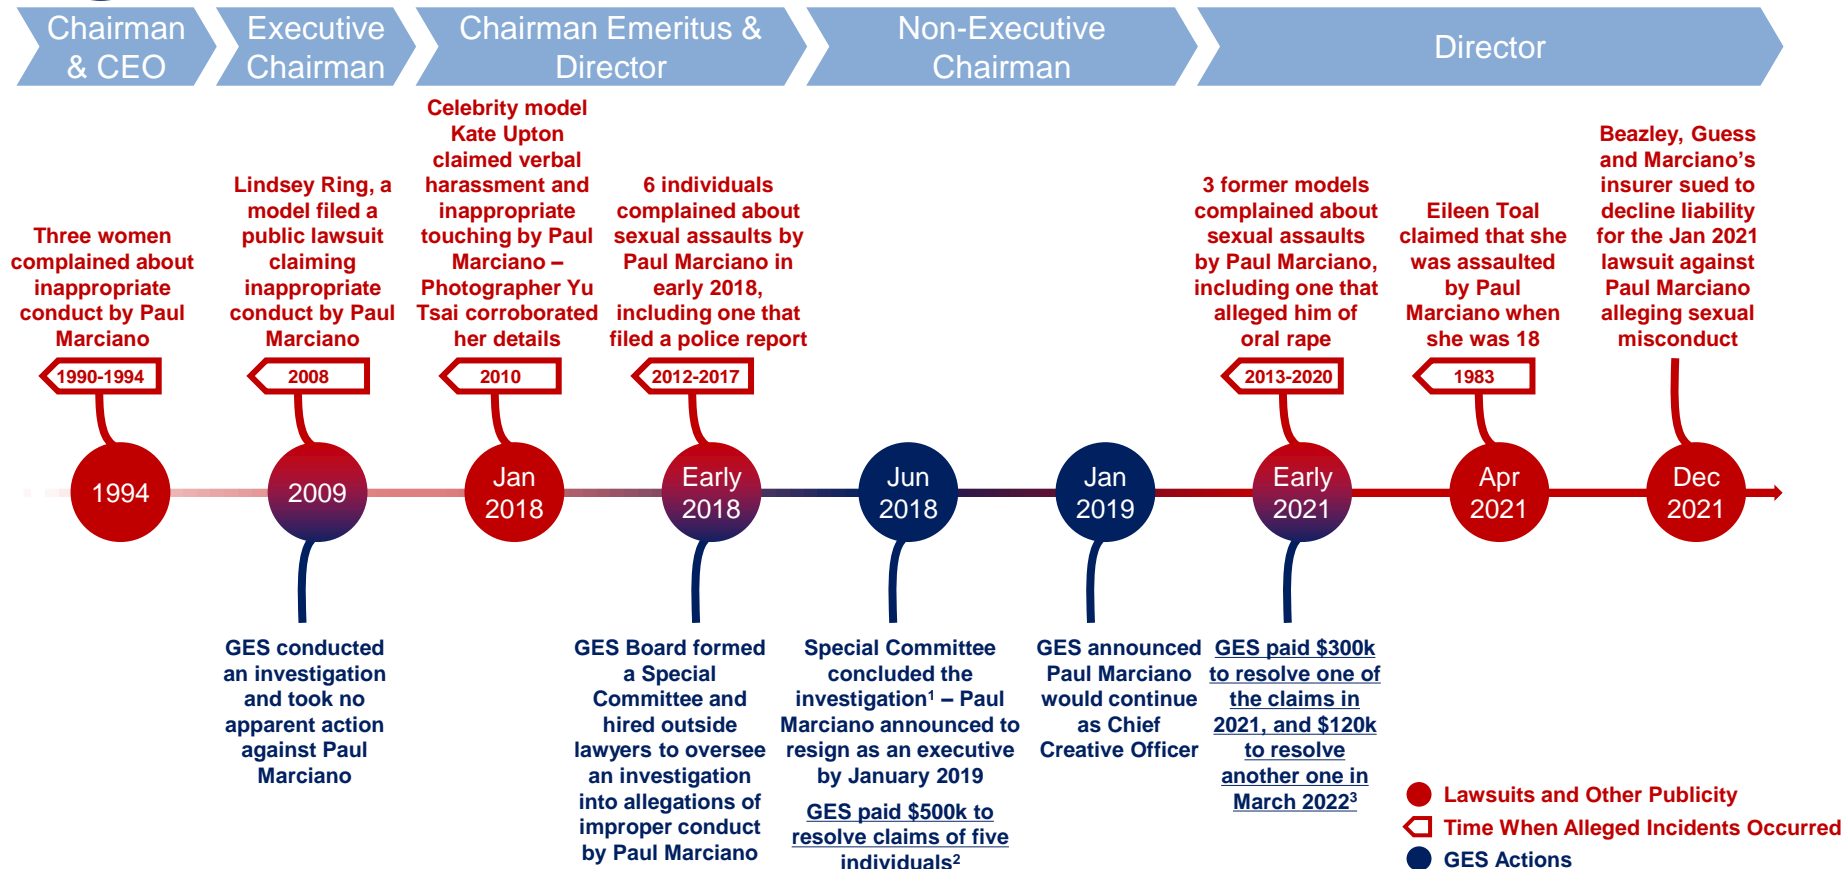 Chairman
& CEO
Executive
Chairman
Chairman Emeritus &
Director
Non-Executive
Chairman
Director
Three women
complained about
inappropriate
conduct by Paul
Marciano
1990-1994
1994
Lindsey Ring, a
model filed a
public lawsuit
claiming
inappropriate
conduct by Paul
Marciano
2008
2009
GES conducted
an investigation
and took no
apparent action
against Paul
Marciano
Celebrity model
Kate Upton
claimed verbal
harassment and
inappropriate
touching by Paul
Marciano –
Photographer Yu
Tsai corroborated
her details
2010
Jan
2018
6 individuals
complained about
sexual assaults by
Paul Marciano in
early 2018,
including one that
filed a police report
2012-2017
Early
2018
GES Board formed
a Special
Committee and
hired outside
lawyers to oversee
an investigation
into allegations of
improper conduct
by Paul Marciano
Jun
2018
Special Committee
concluded the
investigation¹ – Paul
Marciano announced to
resign as an executive
by January 2019
GES paid $500k to
resolve claims of five
individuals²
Jan
2019
GES announced
Paul Marciano
would continue
as Chief
Creative Officer
3 former models
complained about
sexual assaults
by Paul Marciano,
including one that
alleged him of
oral rape
2013-2020
Early
2021
GES paid $300k
to resolve one of
the claims in
2021, and $120k
to resolve
another one in
March 2022³
Eileen Toal
claimed that she
was assaulted
by Paul
Marciano when
she was 18
1983
Apr
2021
Beazley, Guess
and Marciano’s
insurer sued to
decline liability
for the Jan 2021
lawsuit against
Paul Marciano
alleging sexual
misconduct
Dec
2021
Lawsuits and Other Publicity
Time When Alleged Incidents Occurred
GES Actions